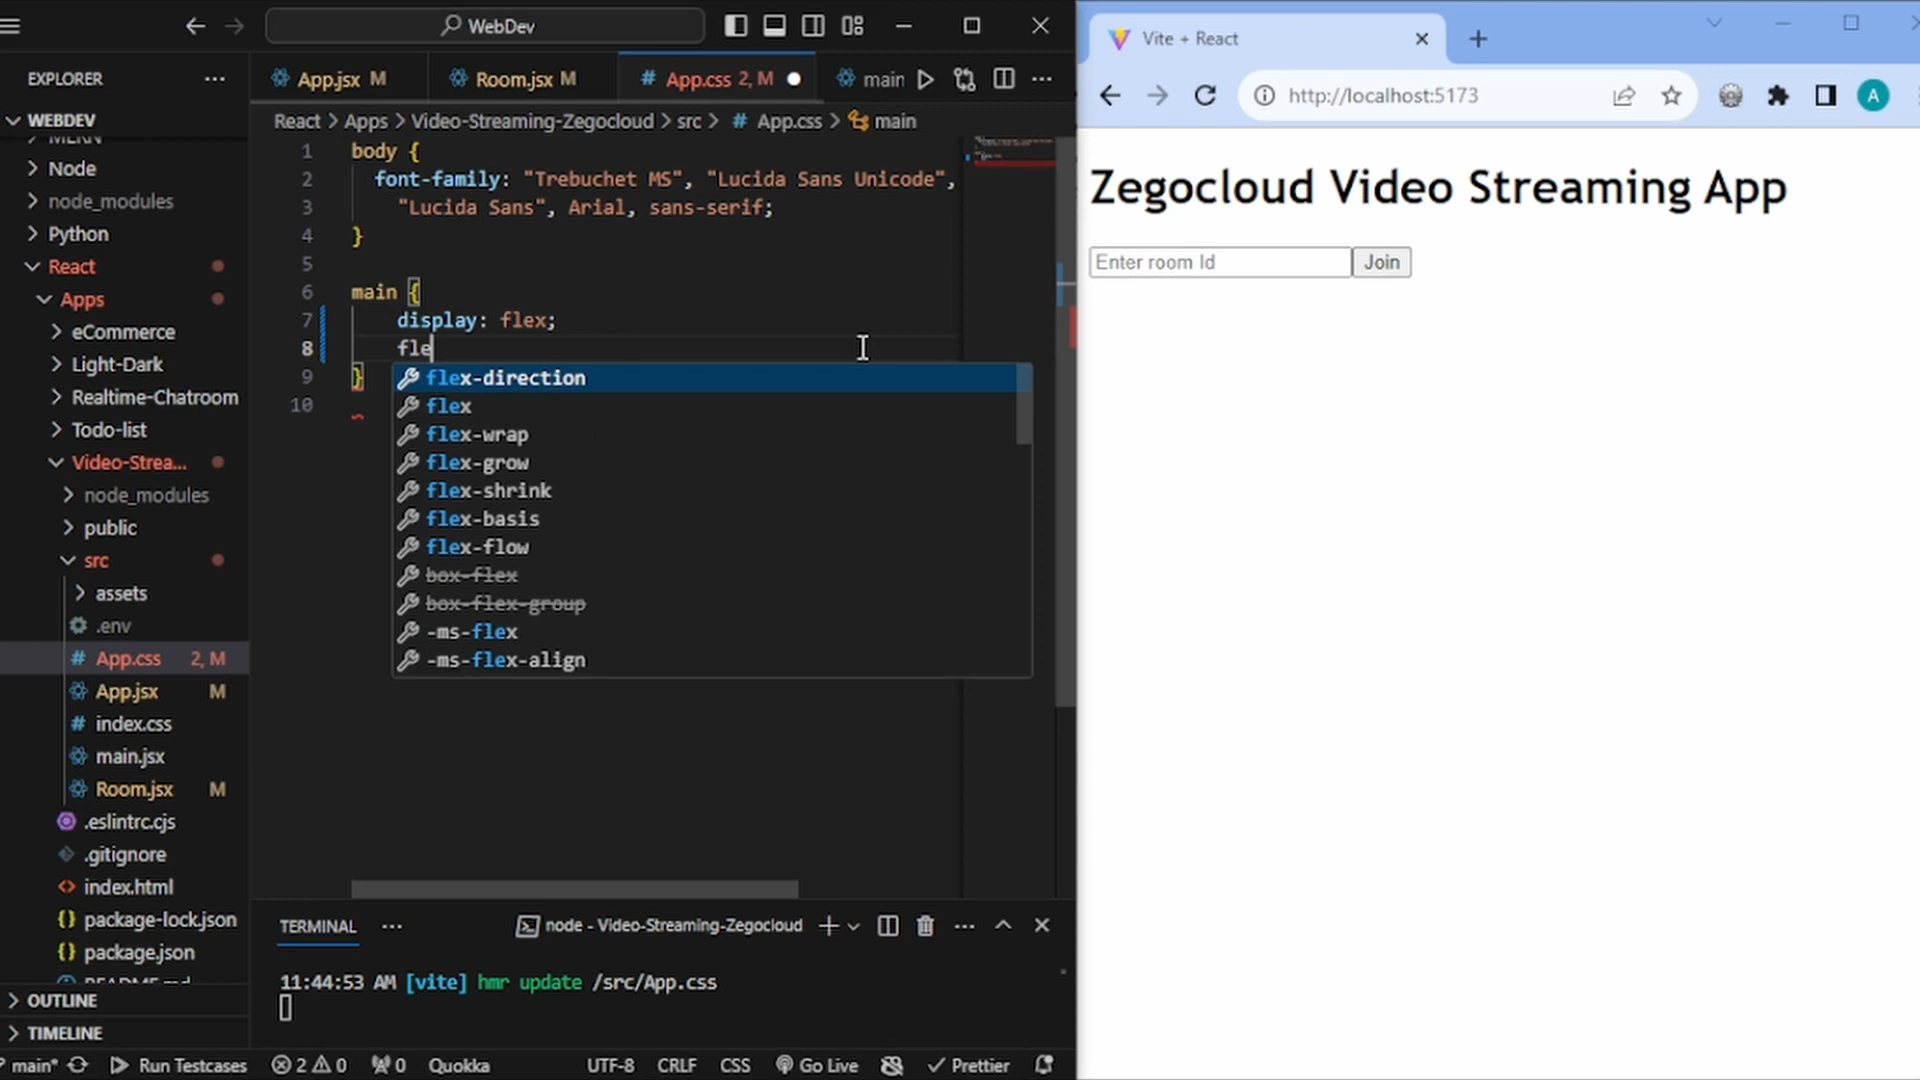 WebDev
EXPLORER
App.jsx M
Room.jsx M
# App.css 2, M
main
WEBDEV
React > Apps > Video-Streaming-Zegocloud > src > # App.css > main
MERN
Node
node_modules
Python
React
Apps
eCommerce
Light-Dark
Realtime-Chatroom
Todo-list
Video-Strea...
node_modules
public
src
assets
.env
# App.css 2, M
App.jsx M
# index.css
main.jsx
Room.jsx M
.eslintrc.cjs
.gitignore
index.html
{} package-lock.json
{} package.json
README.md
OUTLINE
TIMELINE
1 body {
2 font-family: "Trebuchet MS", "Lucida Sans Unicode",
3 "Lucida Sans", Arial, sans-serif;
4 }
5
6 main {
7 display: flex;
8 fle
9 }
10
flex-direction
flex
flex-wrap
flex-grow
flex-shrink
flex-basis
flex-flow
box-flex
box-flex-group
-ms-flex
-ms-flex-align
TERMINAL
node - Video-Streaming-Zegocloud
11:44:53 AM [vite] hmr update /src/App.css
main*
Run Testcases
2 0
0
Quokka
UTF-8
CRLF
CSS
Go Live
Prettier
Vite + React
http://localhost:5173
A
Zegocloud Video Streaming App
Enter room Id
Join